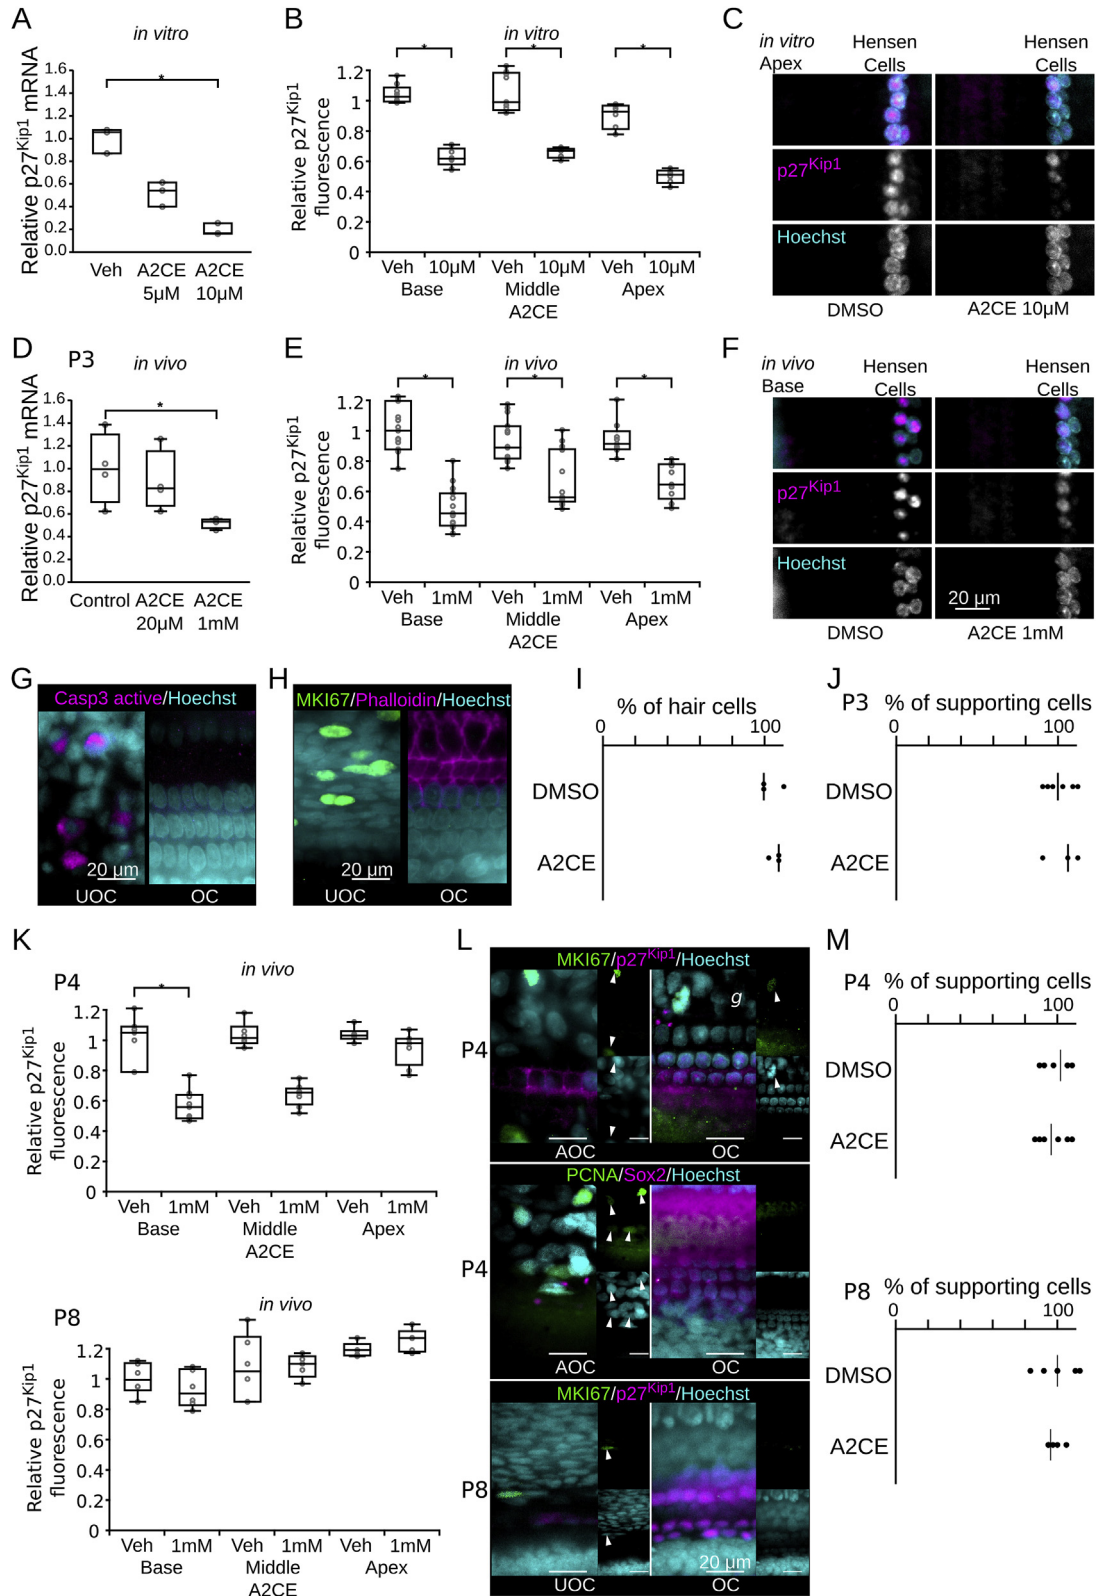 A
in vitro
Relative p27Kip1 mRNA
1.6
1.4
1.2
1.0
0.8
0.6
0.4
0.2
0.0
*
Veh
A2CE
5µM
A2CE
10µM
B
in vitro
Relative p27Kip1
fluorescence
1.2
1
0.8
0.6
0.4
0.2
0
*
*
*
Veh 10µM
Base
Veh 10µM
Middle
Veh 10µM
Apex
A2CE
C
in vitro
Apex
Hensen
Cells
Hensen
Cells
p27Kip1
Hoechst
DMSO
A2CE 10µM
D
P3
in vivo
Relative p27Kip1 mRNA
1.6
1.4
1.2
1.0
0.8
0.6
0.4
0.2
0.0
*
Control
A2CE
20µM
A2CE
1mM
E
in vivo
Relative p27Kip1
fluorescence
1.2
1
0.8
0.6
0.4
0.2
0
*
*
*
Veh 1mM
Base
Veh 1mM
Middle
Veh 1mM
Apex
A2CE
F
in vivo
Base
Hensen
Cells
Hensen
Cells
p27Kip1
Hoechst
20 µm
DMSO
A2CE 1mM
G
Casp3 active/Hoechst
20 µm
UOC
OC
H
MKI67/Phalloidin/Hoechst
20 µm
UOC
OC
I
% of hair cells
0
100
DMSO
A2CE
J
P3
% of supporting cells
0
100
DMSO
A2CE
K
P4
in vivo
Relative p27Kip1
fluorescence
1.2
1
0.8
0.6
0.4
0.2
0
*
Veh 1mM
Base
Veh 1mM
Middle
Veh 1mM
Apex
A2CE
P8
in vivo
Relative p27Kip1
fluorescence
1.2
1
0.8
0.6
0.4
0.2
0
Veh 1mM
Base
Veh 1mM
Middle
Veh 1mM
Apex
A2CE
L
MKI67/p27Kip1/Hoechst
P4
g
AOC
OC
PCNA/Sox2/Hoechst
P4
AOC
OC
MKI67/p27Kip1/Hoechst
P8
20 µm
UOC
OC
M
P4
% of supporting cells
0
100
DMSO
A2CE
P8
% of supporting cells
0
100
DMSO
A2CE